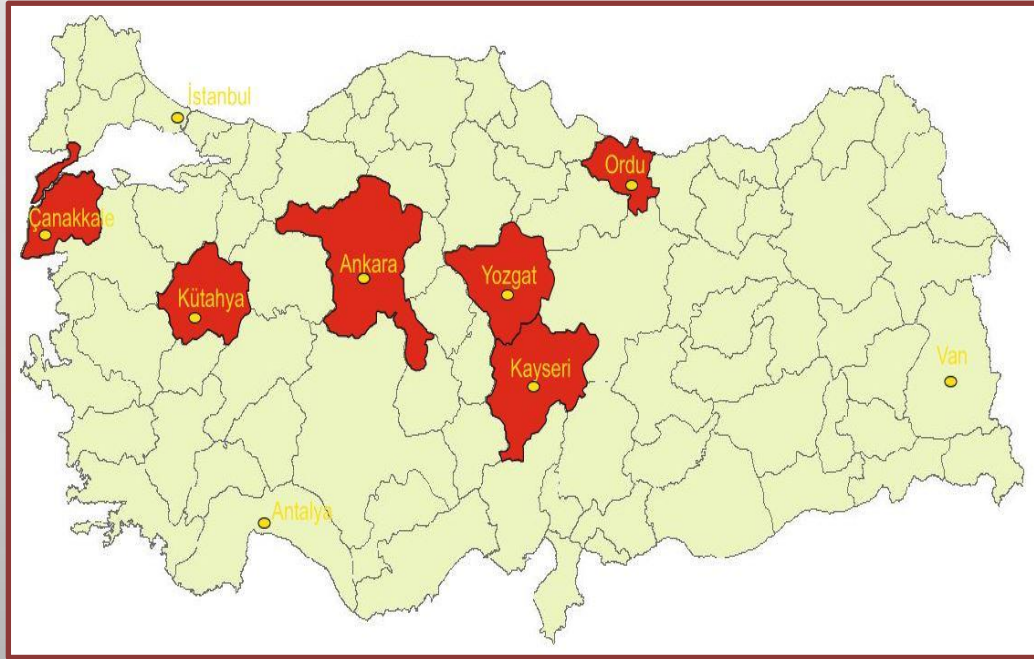 İstanbul
Ordu
Çanakkale
Ankara
Yozgat
Kütahya
Kayseri
Van
Antalya